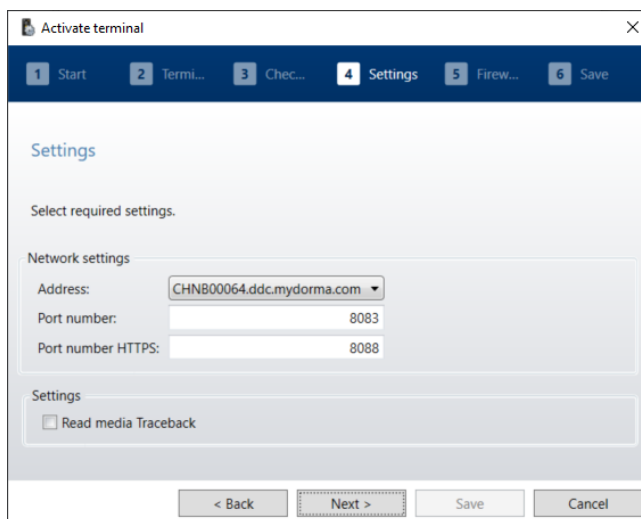 Activate terminal
1 Start 2 Termi... 3 Chec... 4 Settings 5 Firew... 6 Save
Settings
Select required settings.
Network settings
Address: CHNB00064.ddc.mydorma.com
Port number: 8083
Port number HTTPS: 8088
Settings
Read media Traceback
< Back Next > Save Cancel